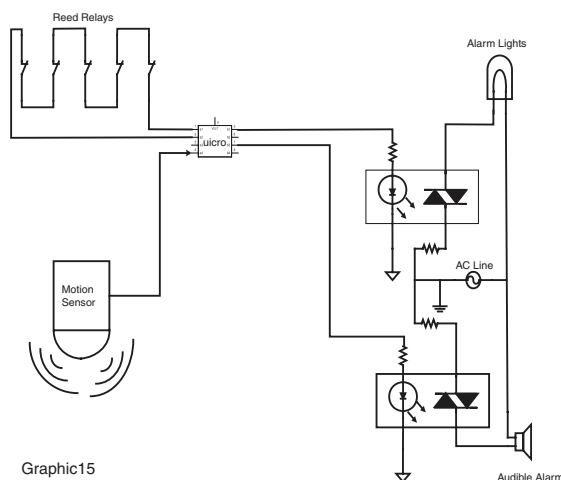 Reed Relays
Alarm Lights
uicro
AC Line
Motion
Sensor
Graphic15
Audible Alarm